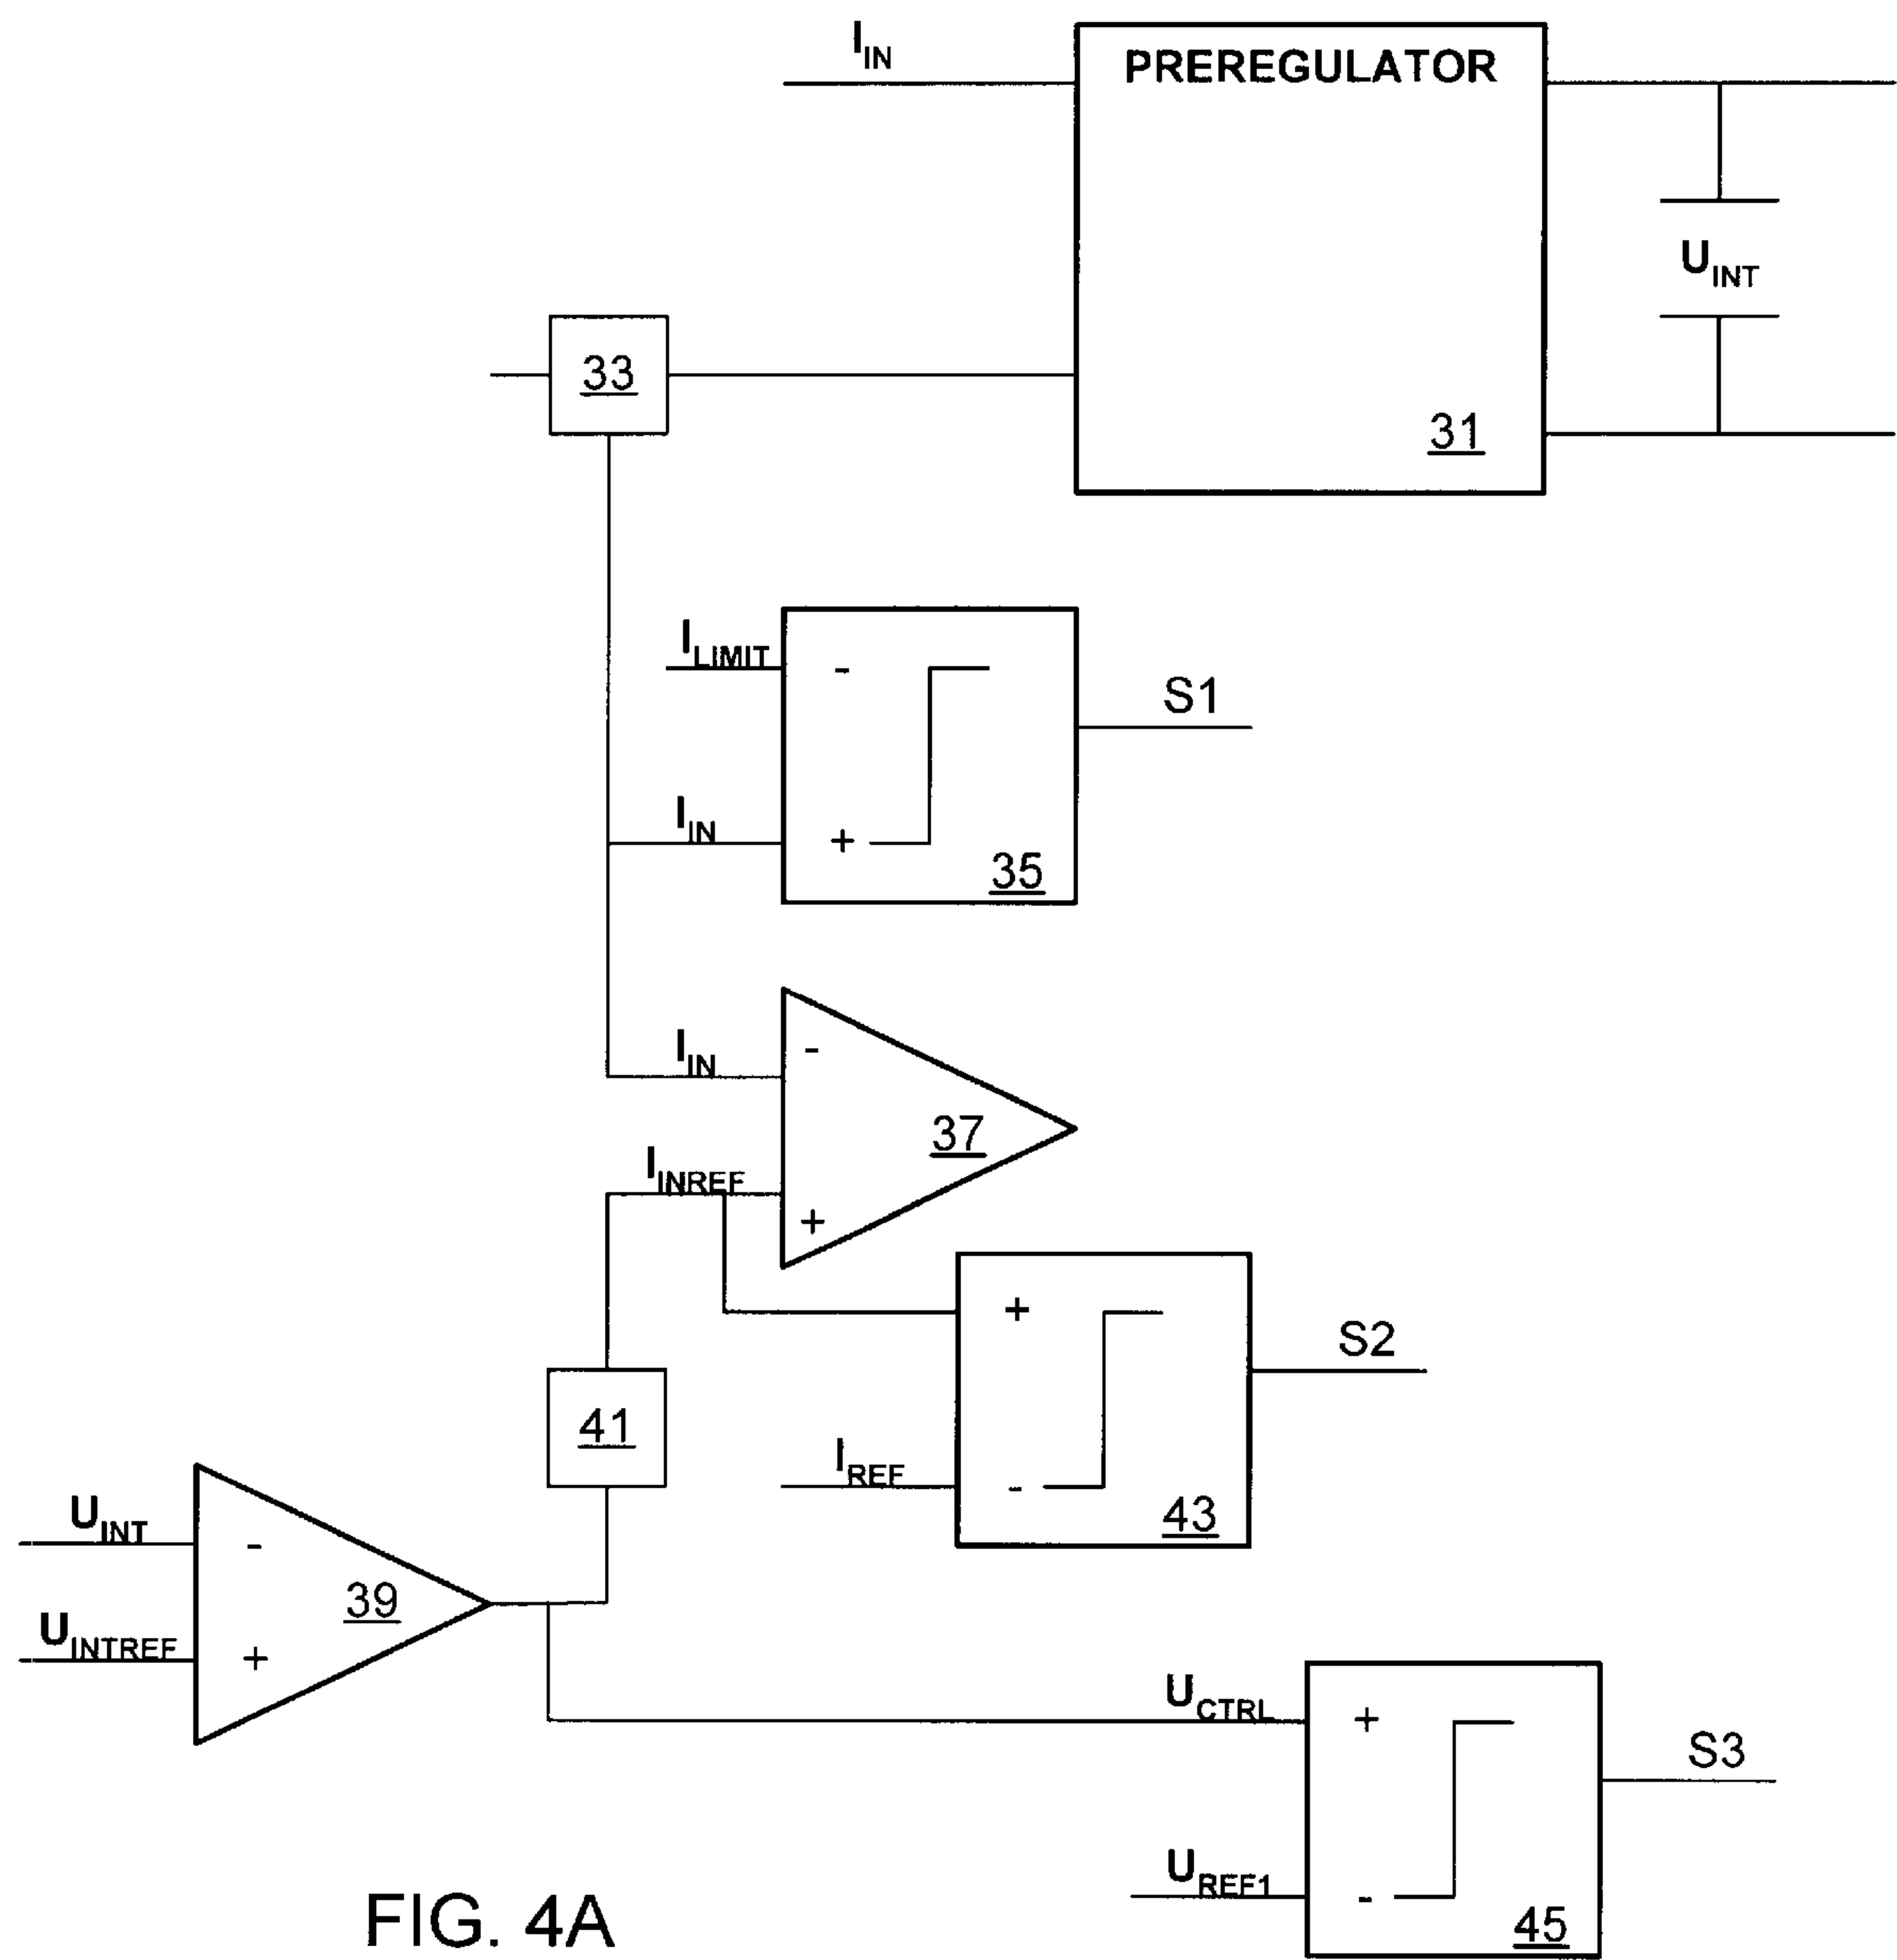 I_IN
PREREGULATOR
U_INT
33
31
I_LIMIT
-
S1
I_IN
+
35
I_IN
-
37
I_INREF
+
+
S2
41
I_REF
-
43
U_INT
-
39
U_INTREF
+
U_CTRL
+
S3
U_REF1
-
45
FIG. 4A